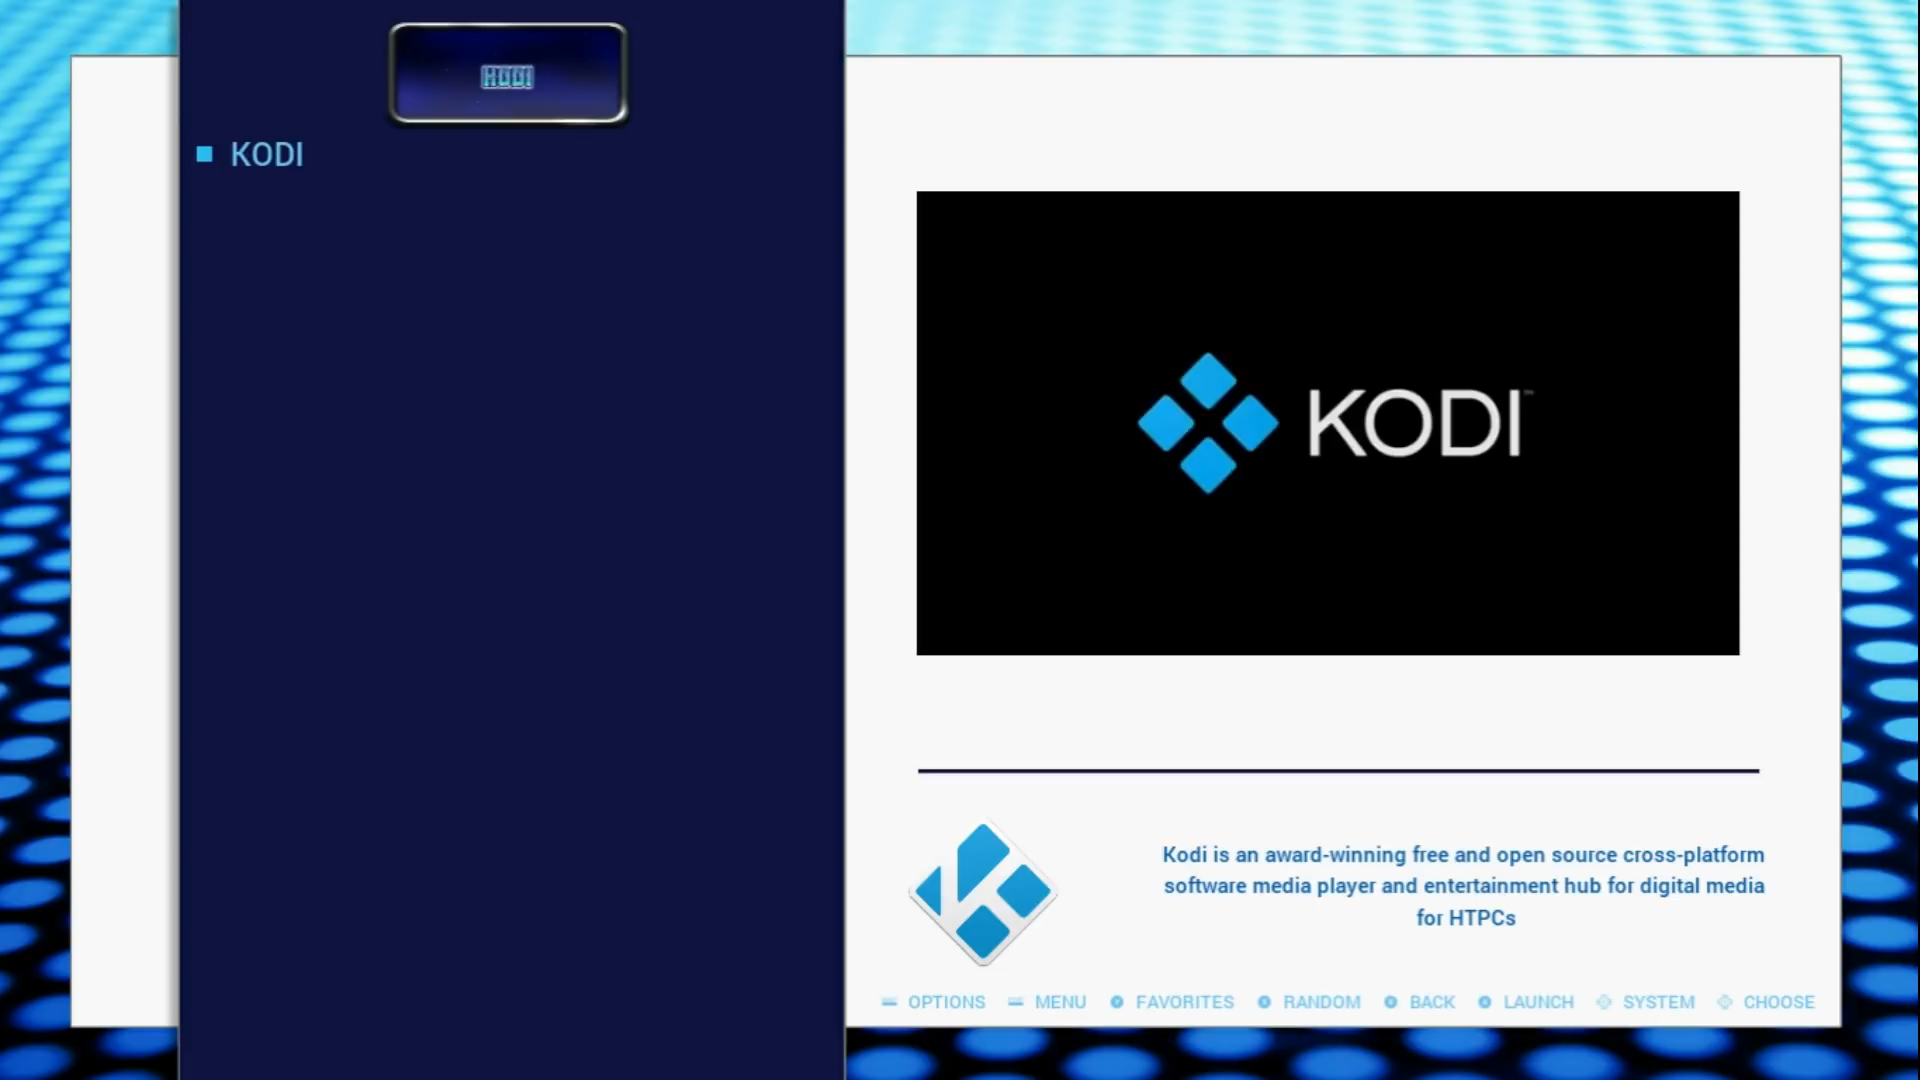 KODI
KODI
KODI™
Kodi is an award-winning free and open source cross-platform
software media player and entertainment hub for digital media
for HTPCs
OPTIONS MENU FAVORITES RANDOM BACK LAUNCH SYSTEM CHOOSE